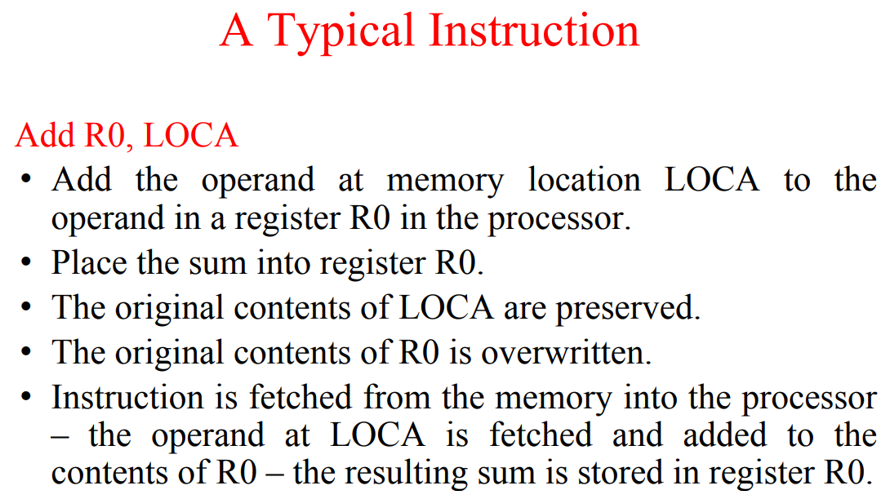 A Typical Instruction
Add R0, LOCA
• Add the operand at memory location LOCA to the
operand in a register R0 in the processor.
• Place the sum into register R0.
• The original contents of LOCA are preserved.
• The original contents of R0 is overwritten.
• Instruction is fetched from the memory into the processor
– the operand at LOCA is fetched and added to the
contents of R0 – the resulting sum is stored in register R0.